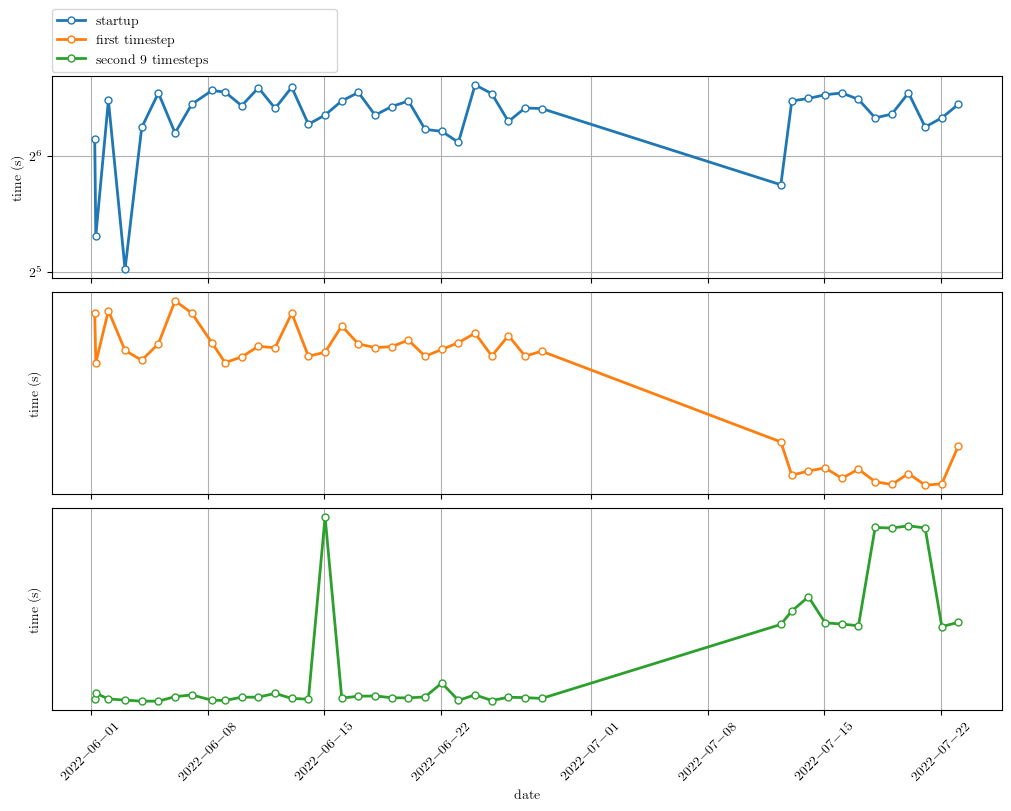 startup
first timestep
second 9 timesteps
2^6
2^5
time (s)
time (s)
time (s)
2022−06−01
2022−06−08
2022−06−15
2022−06−22
2022−07−01
2022−07−08
2022−07−15
2022−07−22
date